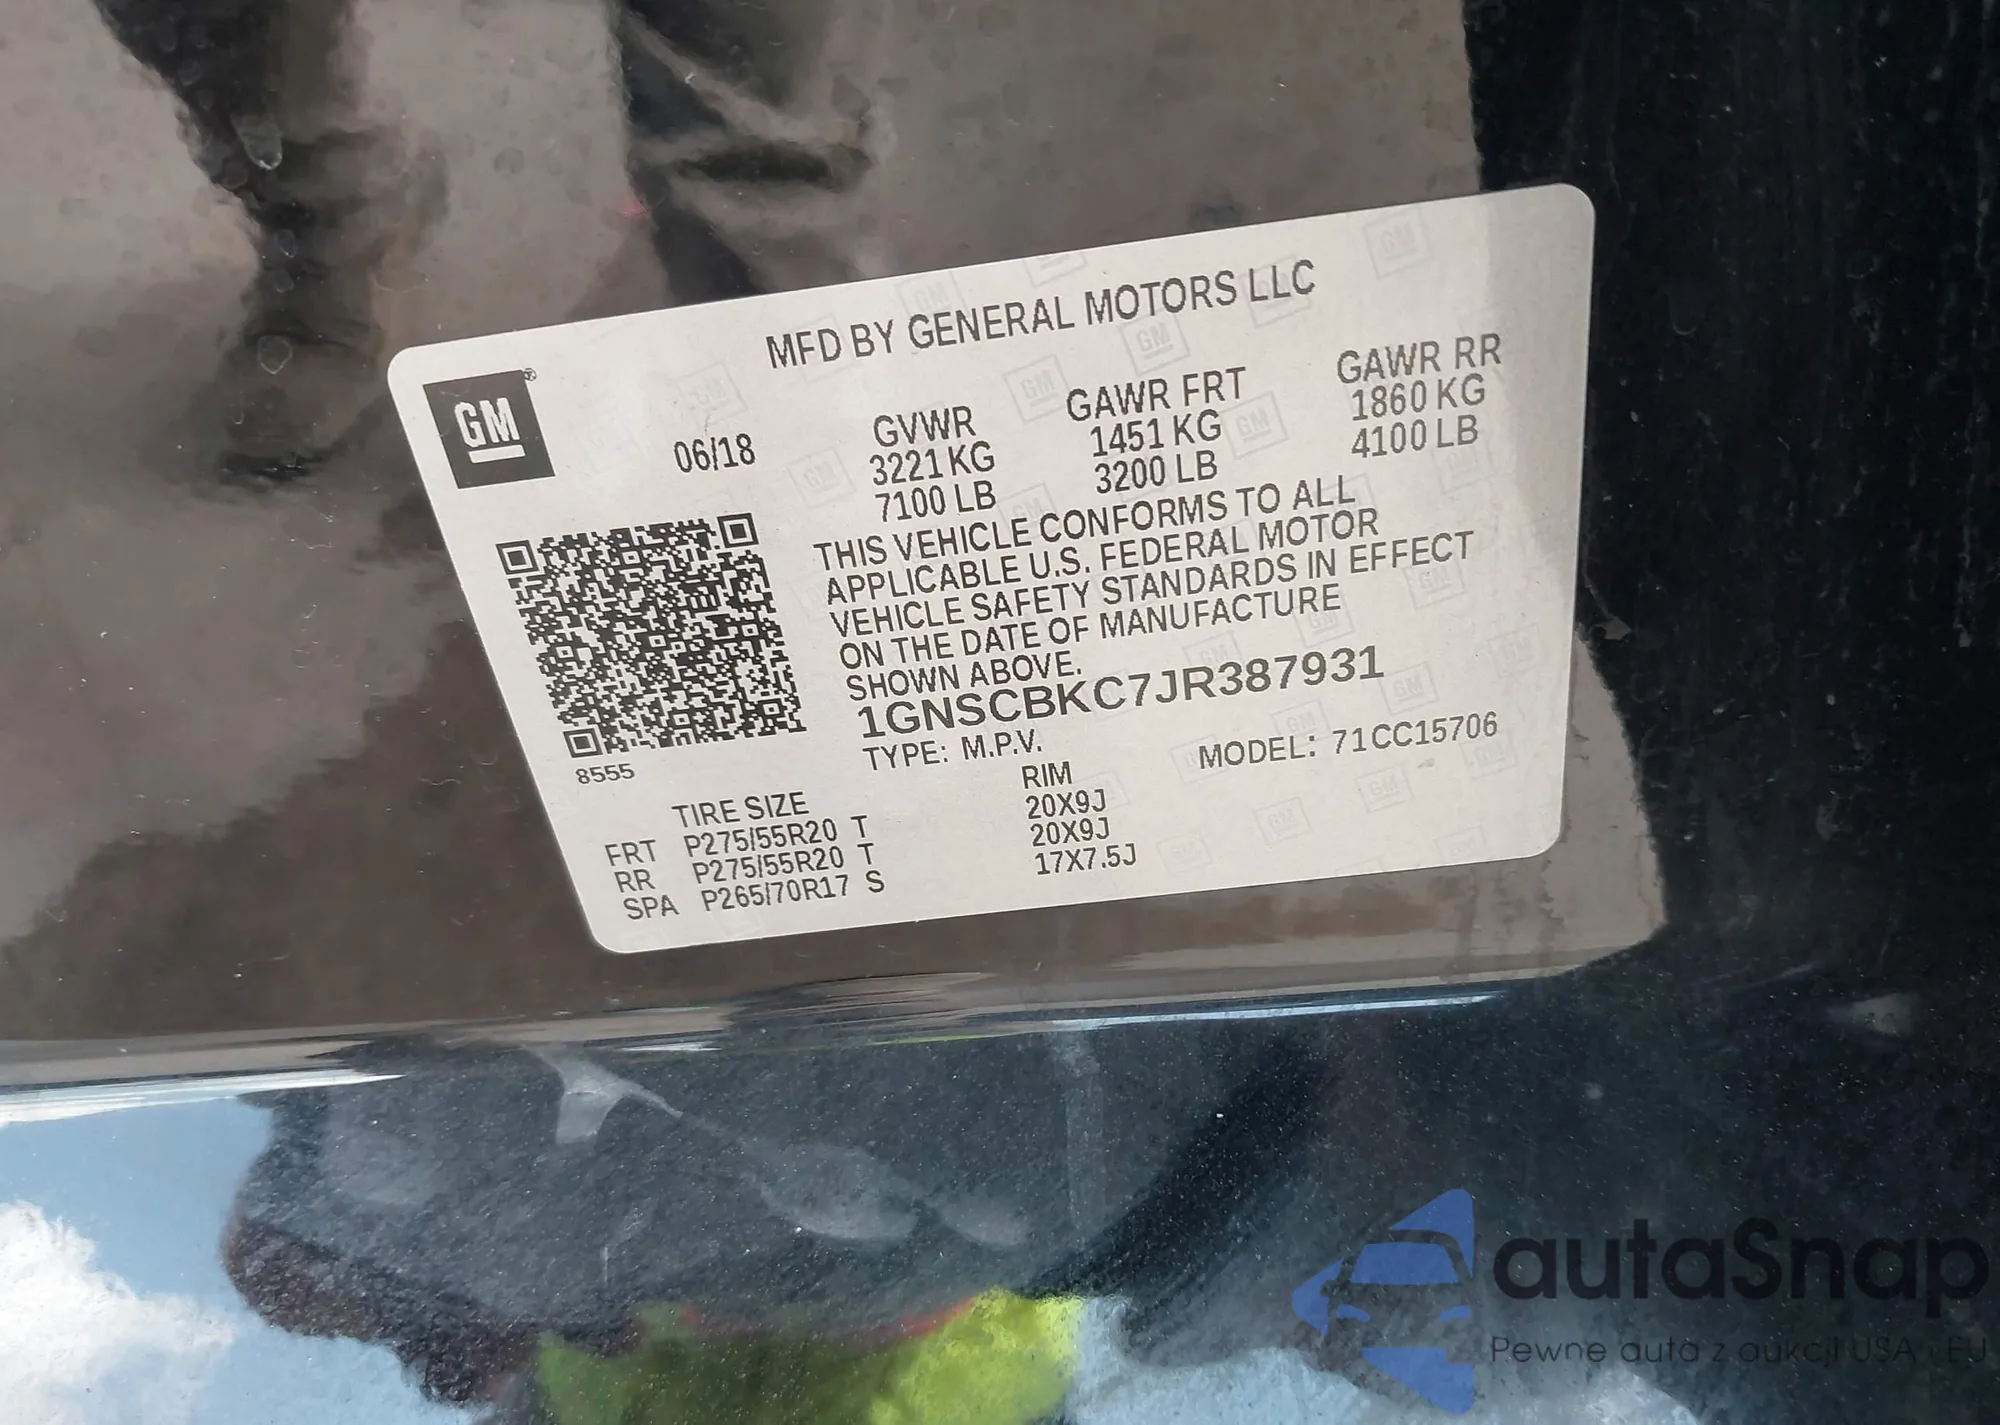 MFD BY GENERAL MOTORS LLC
GM
06/18
GVWR
3221 KG
7100 LB
GAWR FRT
1451 KG
3200 LB
GAWR RR
1860 KG
4100 LB
THIS VEHICLE CONFORMS TO ALL
APPLICABLE U.S. FEDERAL MOTOR
VEHICLE SAFETY STANDARDS IN EFFECT
ON THE DATE OF MANUFACTURE
SHOWN ABOVE.
1GNSCBKC7JR387931
TYPE: M.P.V. MODEL: 71CC15706
8555
TIRE SIZE RIM
FRT P275/55R20 T 20X9J
RR P275/55R20 T 20X9J
SPA P265/70R17 S 17X7.5J
autaSnap
Pewne auta z aukcji USA i EU